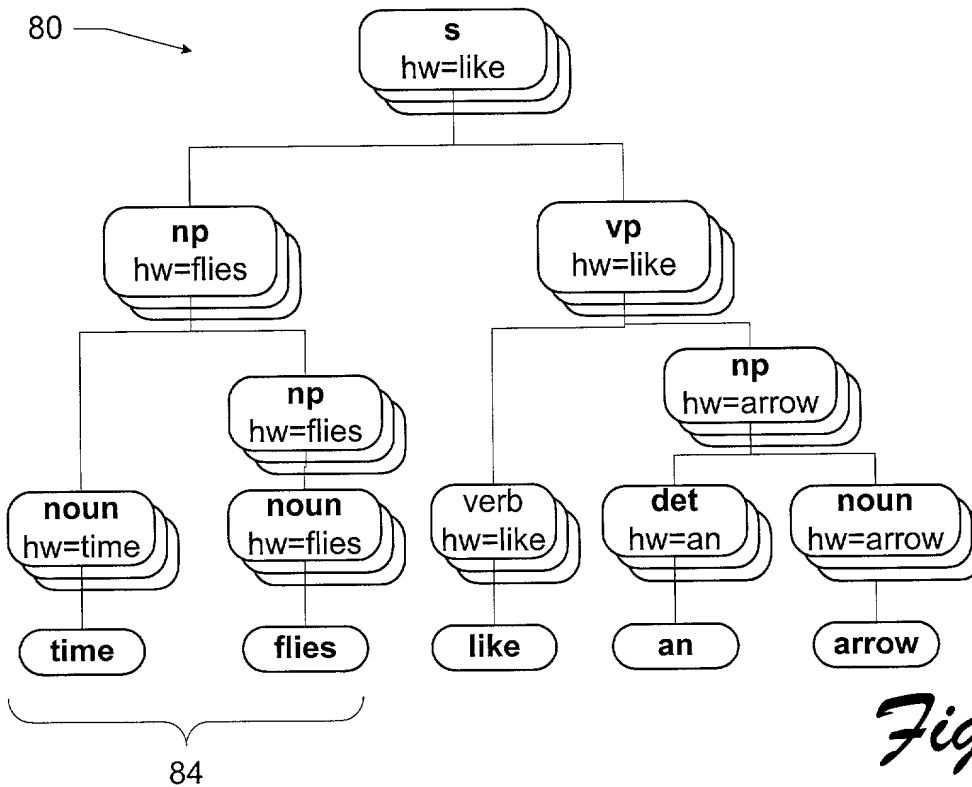 80
s
hw=like
np
hw=flies
vp
hw=like
np
hw=flies
np
hw=arrow
noun
hw=time
noun
hw=flies
verb
hw=like
det
hw=an
noun
hw=arrow
time
flies
like
an
arrow
84
Fig